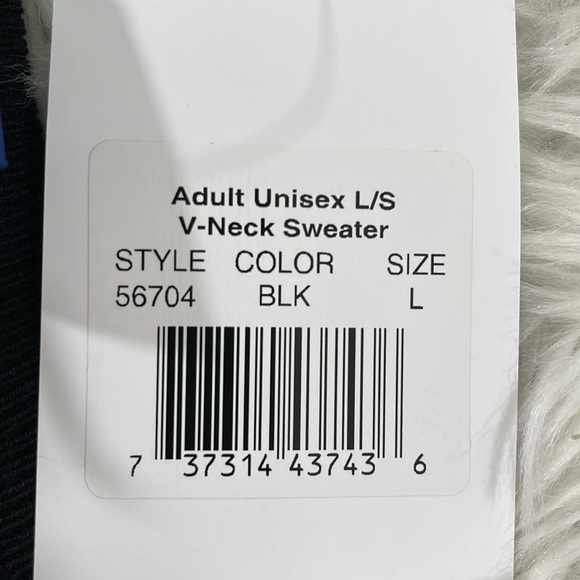 Adult Unisex L/S
V-Neck Sweater
STYLE COLOR SIZE
56704 BLK L
7 37314 43743 6